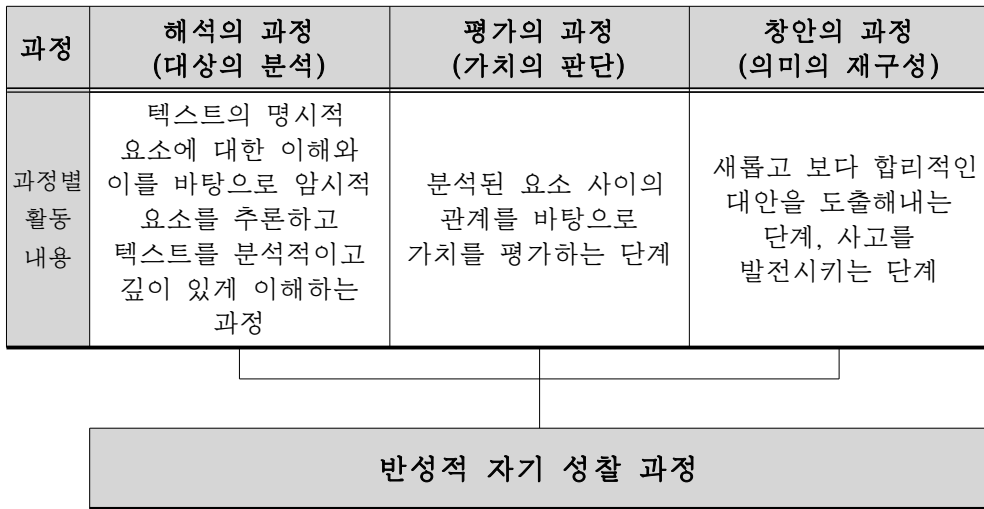 과정
해석의 과정
(대상의 분석)
평가의 과정
(가치의 판단)
창안의 과정
(의미의 재구성)
과정별
활동
내용
텍스트의 명시적
요소에 대한 이해와
이를 바탕으로 암시적
요소를 추론하고
텍스트를 분석적이고
깊이 있게 이해하는
과정
분석된 요소 사이의
관계를 바탕으로
가치를 평가하는 단계
새롭고 보다 합리적인
대안을 도출해내는
단계, 사고를
발전시키는 단계
반성적 자기 성찰 과정